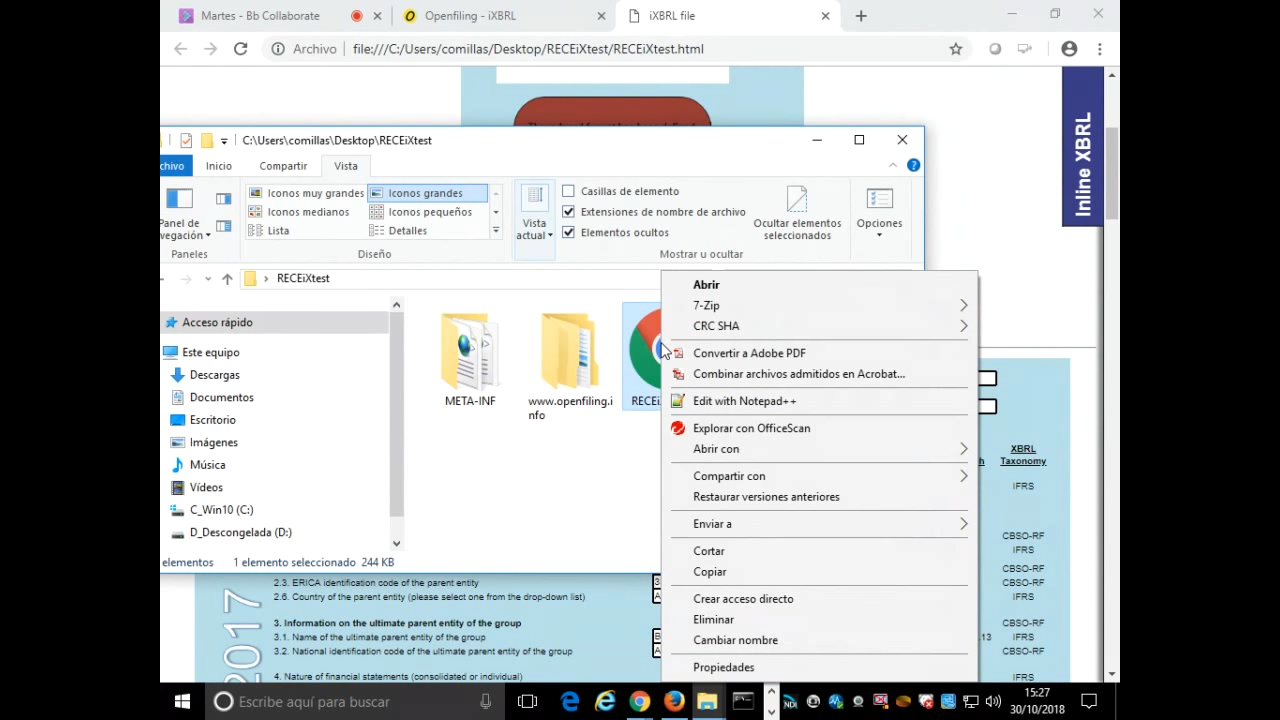 Martes - Bb Collaborate
Openfiling - iXBRL
iXBRL file
Archivo
file:///C:/Users/comillas/Desktop/RECEiXtest/RECEiXtest.html
Inline XBRL
C:\Users\comillas\Desktop\RECEiXtest
chivo
Inicio
Compartir
Vista
Iconos muy grandes
Iconos grandes
Iconos medianos
Iconos pequeños
Lista
Detalles
Panel de
vegación
Paneles
Diseño
Vista
actual
Casillas de elemento
Extensiones de nombre de archivo
Elementos ocultos
Ocultar elementos
seleccionados
Mostrar u ocultar
Opciones
RECEiXtest
Acceso rápido
Este equipo
Descargas
Documentos
Escritorio
Imágenes
Música
Vídeos
C_Win10 (C:)
D_Descongelada (D:)
META-INF
www.openfiling.i
nfo
RECEi
elementos
1 elemento seleccionado 244 KB
Abrir
7-Zip
CRC SHA
Convertir a Adobe PDF
Combinar archivos admitidos en Acrobat...
Edit with Notepad++
Explorar con OfficeScan
Abrir con
Compartir con
Restaurar versiones anteriores
Enviar a
Cortar
Copiar
Crear acceso directo
Eliminar
Cambiar nombre
Propiedades
XBRL
Taxonomy
IFRS
CBSO-RF
IFRS
CBSO-RF
CBSO-RF
IFRS
CBSO-RF
.13 IFRS
CBSO-RF
2017
2.3. ERICA identification code of the parent entity
2.6. Country of the parent entity (please select one from the drop-down list)
3. Information on the ultimate parent entity of the group
3.1. Name of the ultimate parent entity of the group
3.2. National identification code of the ultimate parent entity of the group
4. Nature of financial statements (consolidated or individual)
Escribe aquí para buscar
15:27
30/10/2018